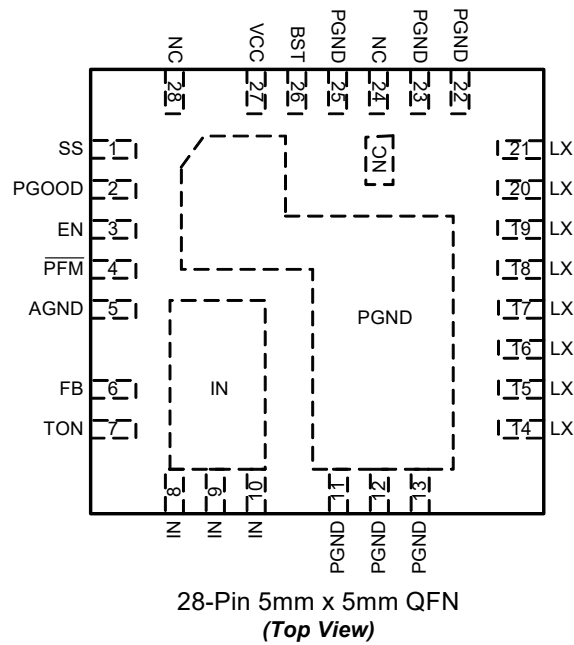 NC
VCC
BST
PGND
NC
PGND
PGND
28
27
26
25
24
23
22
SS 1
PGOOD 2
EN 3
PFM 4
AGND 5
FB 6
TON 7
NC
21 LX
20 LX
19 LX
18 LX
17 LX
16 LX
15 LX
14 LX
PGND
IN
8
9
10
11
12
13
IN
IN
IN
PGND
PGND
PGND
28-Pin 5mm x 5mm QFN
(Top View)